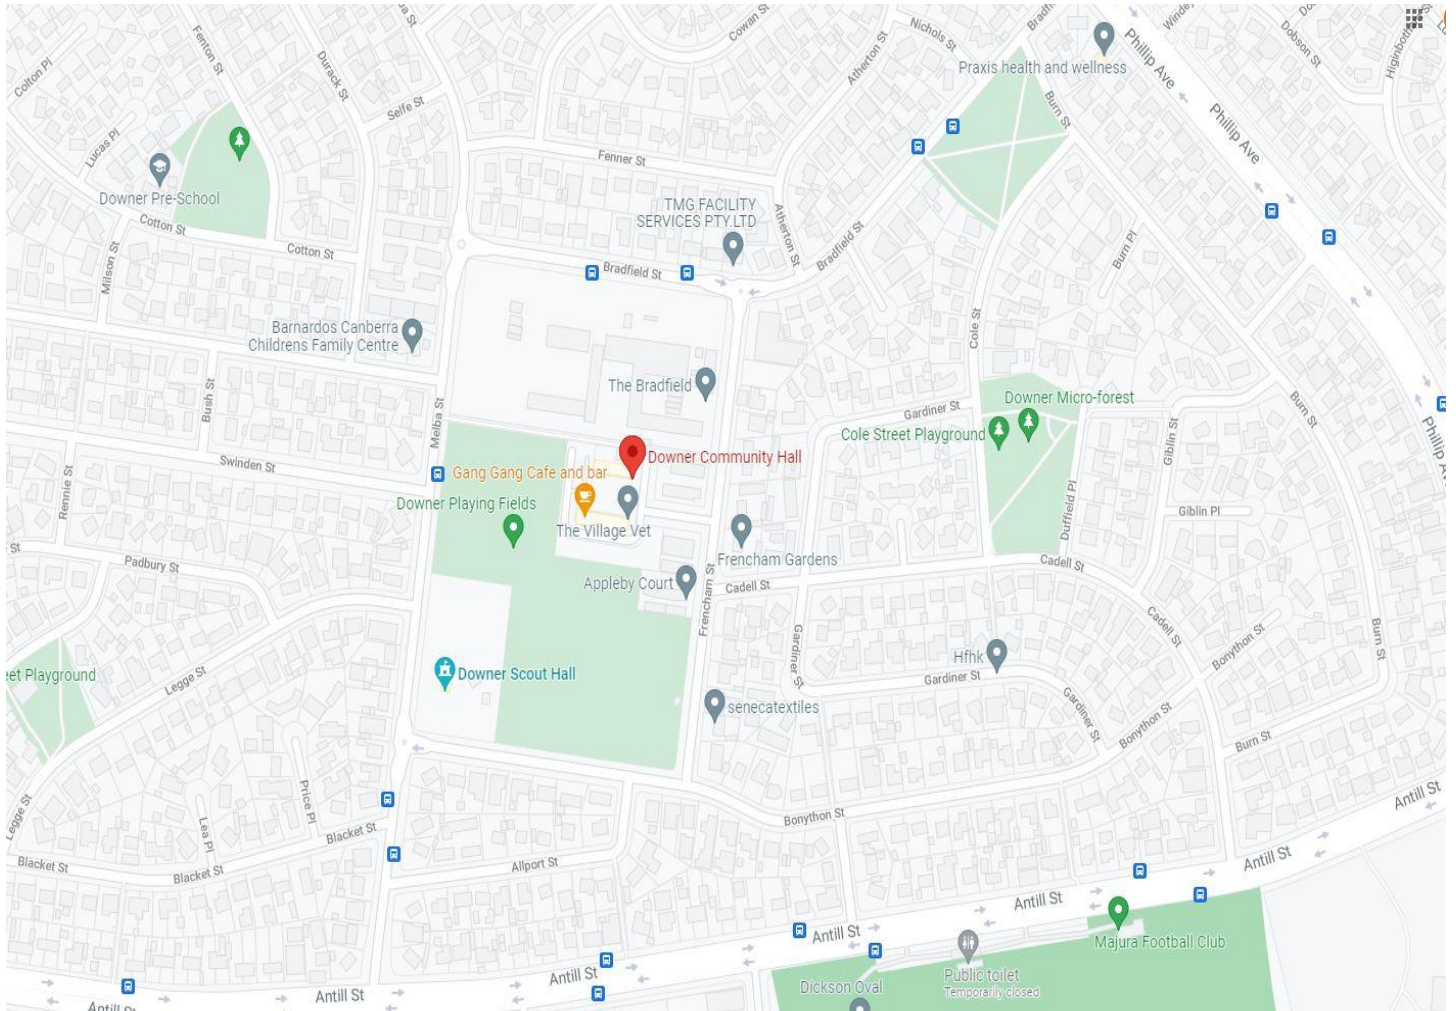 Colton Pl
Fenton St
Durack St
Selfe St
Cowan St
Nichols St
Atherton St
Praxis health and wellness
Phillip Ave
Dobson St
Phillip Ave
Burn St
Lucas Pl
Downer Pre-School
Fenner St
TMG FACILITY
SERVICES PTY.LTD
Atherton St
Cotton St
Cotton St
Milson St
Bradfield St
Bradfield St
Burn Pl
Barnardos Canberra
Childrens Family Centre
Cole St
The Bradfield
Bush St
Melba St
Gardiner St
Downer Micro-forest
Cole Street Playground
Burn St
Giblin St
Phillip
Swinden St
Rennie St
Downer Community Hall
Gang Gang Cafe and bar
Downer Playing Fields
The Village Vet
Frencham Gardens
Duffield Pl
Giblin Pl
St
Padbury St
Appleby Court
Frencham St
Cadell St
Cadell St
Cadell St
Gardiner St
Hfhk
Gardiner St
Gardiner St
Bonython St
Burn St
eet Playground
Legge St
Downer Scout Hall
senecatextiles
Bonython St
Burn St
Legge St
Price Pl
Lea Pl
Blacket St
Blacket St
Blacket St
Allport St
Bonython St
Antill St
Antill St
Antill St
Antill St
Majura Football Club
Antill St
Antill St
Antill St
Public toilet
Temporarily closed
Dickson Oval